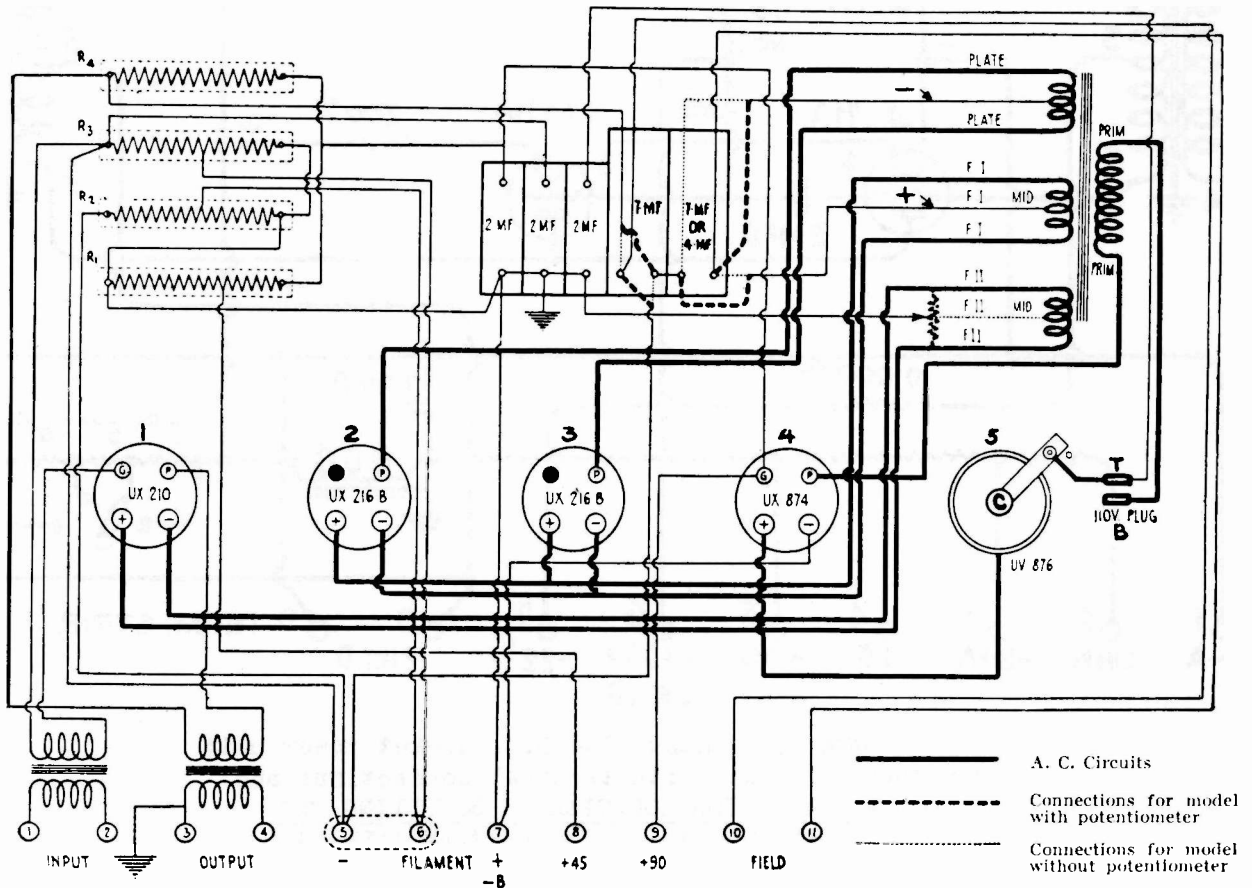 R4
R3
R2
R1
PLATE
−
PLATE
PRIM
F I
+ F I MID
F I
PRIM
F II
F II MID
F II
2 MF 2 MF 2 MF 7-MF 7-MF
OR
4-MF
1 2 3 4 5
G P P P G P
UX 210 UX 216 B UX 216 B UX 874 C T
+ − + − + − + − 110V PLUG
B
UV 876
A. C. Circuits
Connections for model
with potentiometer
Connections for model
without potentiometer
1 2 3 4 5 6 7 8 9 10 11
INPUT OUTPUT − FILAMENT + +45 +90 FIELD
−B